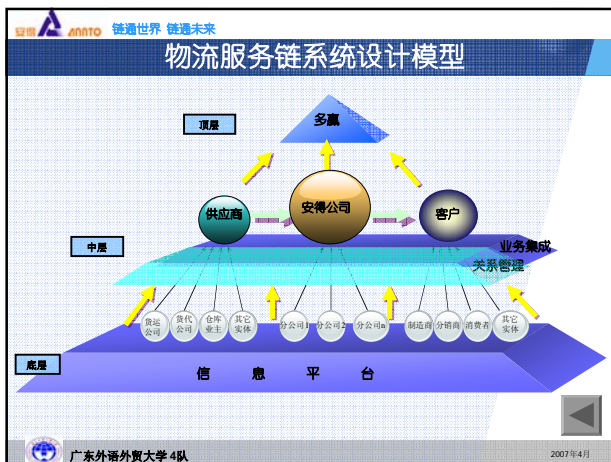 安得 ANNTO 链通世界 链通未来
物流服务链系统设计模型
顶层
多赢
供应商
安得公司
客户
中层
业务集成
关系管理
货运公司
货代公司
仓库业主
其它实体
分公司1
分公司2
分公司n
制造商
分销商
消费者
其它实体
底层
信息平台
广东外语外贸大学 4队
2007年4月